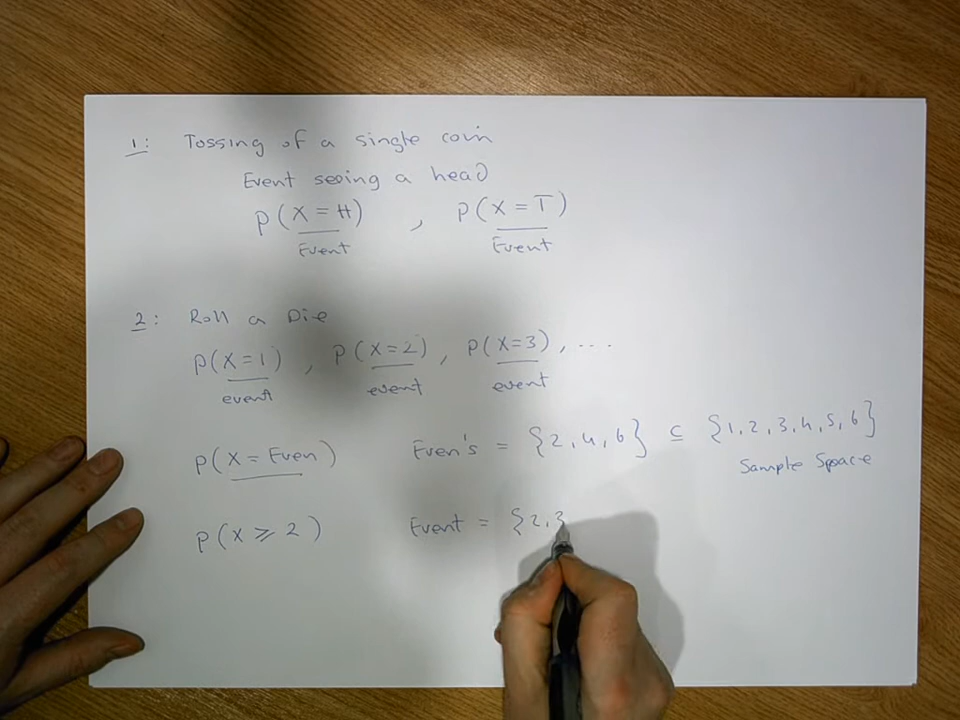 1: Tossing of a single coin
Event seeing a head
P(X=H) , P(X=T)
Event Event
2: Roll a Die
P(X=1) , P(X=2) , P(X=3) , ...
event event event
P(X=Even) Even's = {2,4,6} ⊆ {1,2,3,4,5,6}
Sample Space
P(X⩾2) Event = {2,3